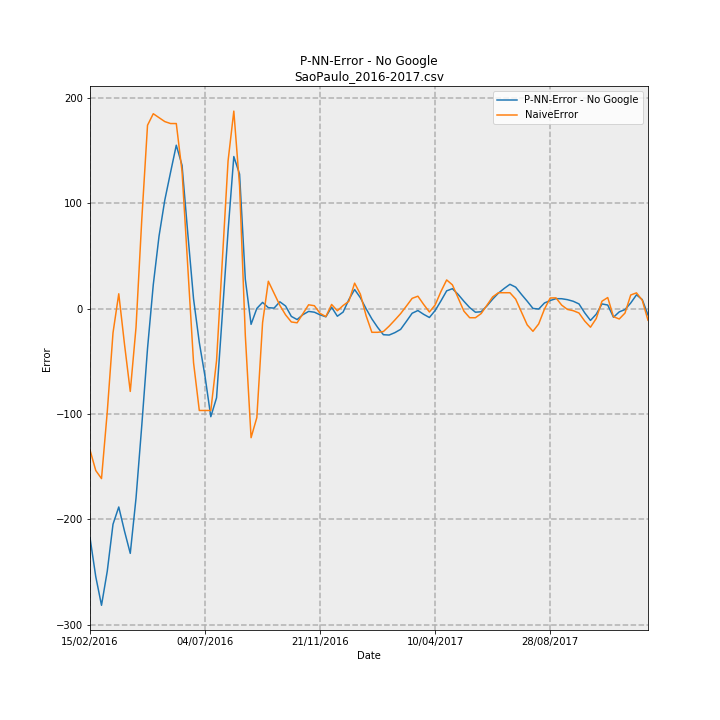 P-NN-Error - No Google
SaoPaulo_2016-2017.csv
P-NN-Error - No Google
NaiveError
200
100
0
−100
−200
−300
Error
15/02/2016
04/07/2016
21/11/2016
10/04/2017
28/08/2017
Date